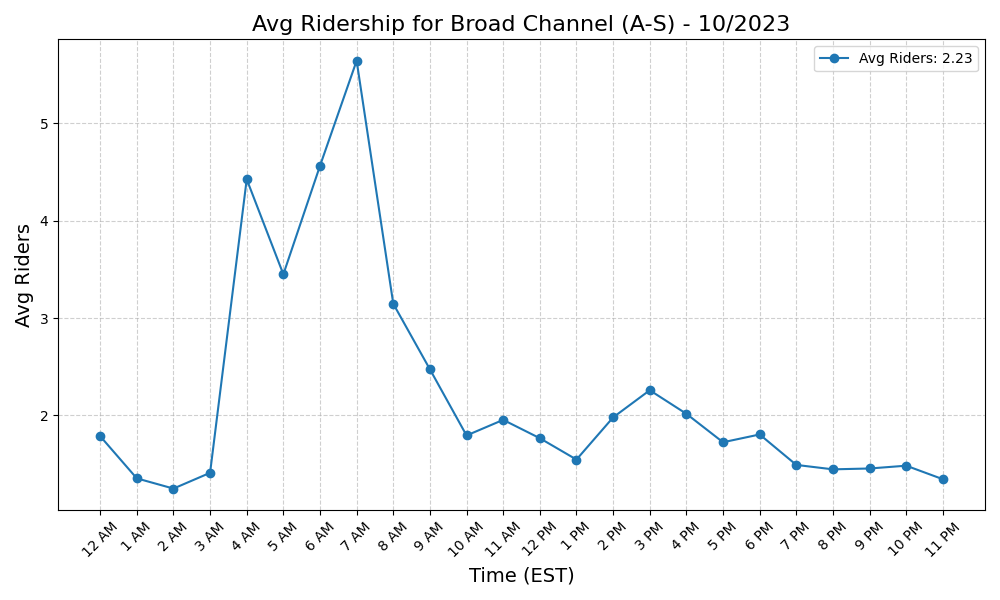 Avg Ridership for Broad Channel (A-S) - 10/2023
Avg Riders: 2.23
5
4
3
2
Avg Riders
12 AM
1 AM
2 AM
3 AM
4 AM
5 AM
6 AM
7 AM
8 AM
9 AM
10 AM
11 AM
12 PM
1 PM
2 PM
3 PM
4 PM
5 PM
6 PM
7 PM
8 PM
9 PM
10 PM
11 PM
Time (EST)